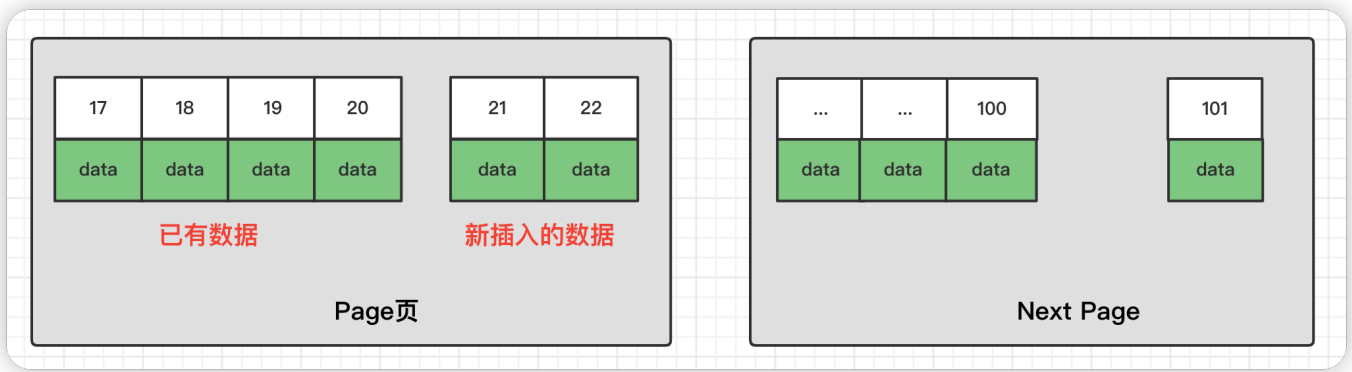 17 18 19 20
data data data data
已有数据
21 22
data data
新插入的数据
Page页
... ... 100
data data data
101
data
Next Page